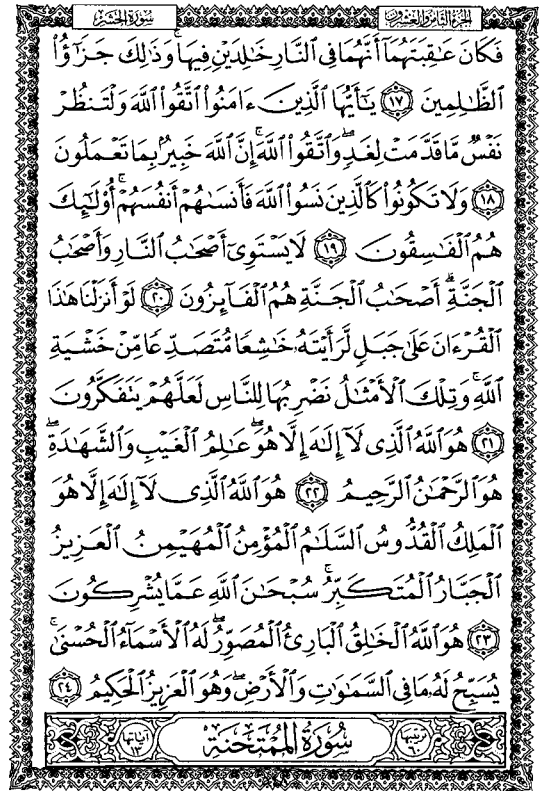 الجزء الثامن والعشرون
سورة الحشر
فَكَانَ عَـٰقِبَتَهُمَآ أَنَّهُمَا فِى ٱلنَّارِ خَـٰلِدَيْنِ فِيهَا ۚ وَذَٰلِكَ جَزَٰٓؤُا۟
ٱلظَّـٰلِمِينَ ١٧ يَـٰٓأَيُّهَا ٱلَّذِينَ ءَامَنُوا۟ ٱتَّقُوا۟ ٱللَّهَ وَلْتَنظُرْ
نَفْسٌ مَّا قَدَّمَتْ لِغَدٍ ۖ وَٱتَّقُوا۟ ٱللَّهَ ۚ إِنَّ ٱللَّهَ خَبِيرٌۢ بِمَا تَعْمَلُونَ
١٨ وَلَا تَكُونُوا۟ كَٱلَّذِينَ نَسُوا۟ ٱللَّهَ فَأَنسَىٰهُمْ أَنفُسَهُمْ ۚ أُو۟لَـٰٓئِكَ
هُمُ ٱلْفَـٰسِقُونَ ١٩ لَا يَسْتَوِىٓ أَصْحَـٰبُ ٱلنَّارِ وَأَصْحَـٰبُ
ٱلْجَنَّةِ ۚ أَصْحَـٰبُ ٱلْجَنَّةِ هُمُ ٱلْفَآئِزُونَ ٢٠ لَوْ أَنزَلْنَا هَـٰذَا
ٱلْقُرْءَانَ عَلَىٰ جَبَلٍ لَّرَأَيْتَهُۥ خَـٰشِعًا مُّتَصَدِّعًا مِّنْ خَشْيَةِ
ٱللَّهِ ۚ وَتِلْكَ ٱلْأَمْثَـٰلُ نَضْرِبُهَا لِلنَّاسِ لَعَلَّهُمْ يَتَفَكَّرُونَ
٢١ هُوَ ٱللَّهُ ٱلَّذِى لَآ إِلَـٰهَ إِلَّا هُوَ ۖ عَـٰلِمُ ٱلْغَيْبِ وَٱلشَّهَـٰدَةِ ۖ
هُوَ ٱلرَّحْمَـٰنُ ٱلرَّحِيمُ ٢٢ هُوَ ٱللَّهُ ٱلَّذِى لَآ إِلَـٰهَ إِلَّا هُوَ
ٱلْمَلِكُ ٱلْقُدُّوسُ ٱلسَّلَـٰمُ ٱلْمُؤْمِنُ ٱلْمُهَيْمِنُ ٱلْعَزِيزُ
ٱلْجَبَّارُ ٱلْمُتَكَبِّرُ ۚ سُبْحَـٰنَ ٱللَّهِ عَمَّا يُشْرِكُونَ
٢٣ هُوَ ٱللَّهُ ٱلْخَـٰلِقُ ٱلْبَارِئُ ٱلْمُصَوِّرُ ۖ لَهُ ٱلْأَسْمَآءُ ٱلْحُسْنَىٰ ۚ
يُسَبِّحُ لَهُۥ مَا فِى ٱلسَّمَـٰوَٰتِ وَٱلْأَرْضِ ۖ وَهُوَ ٱلْعَزِيزُ ٱلْحَكِيمُ ٢٤
ترتيبها ٦٠ سُورَةُ المُمْتَحنَةِ آياتها ١٣